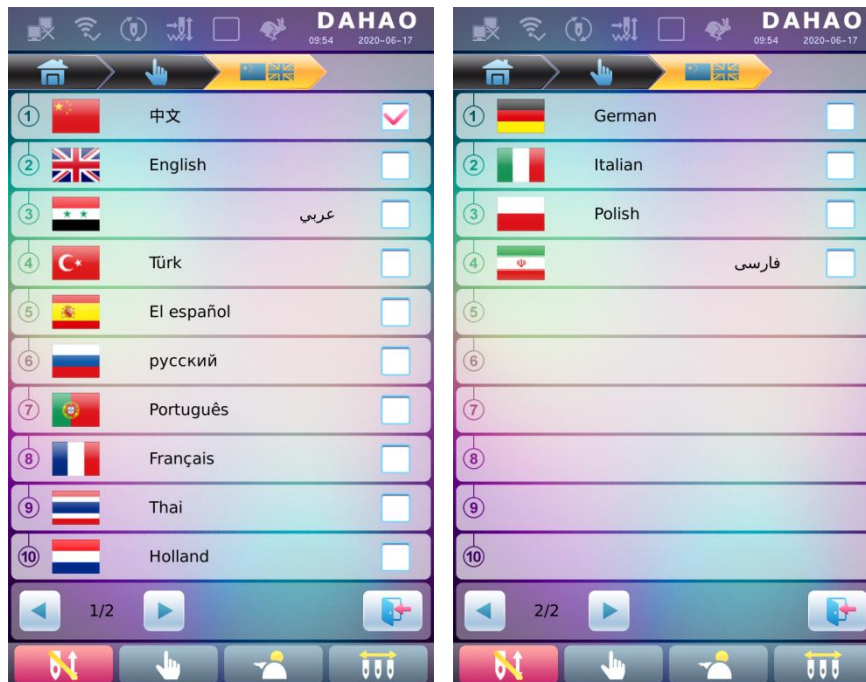 DAHAO
09:54 2020-06-17
1 中文
2 English
3 عربي
4 Türk
5 El español
6 русский
7 Português
8 Français
9 Thai
10 Holland
1/2
DAHAO
09:54 2020-06-17
1 German
2 Italian
3 Polish
4 فارسی
5
6
7
8
9
10
2/2